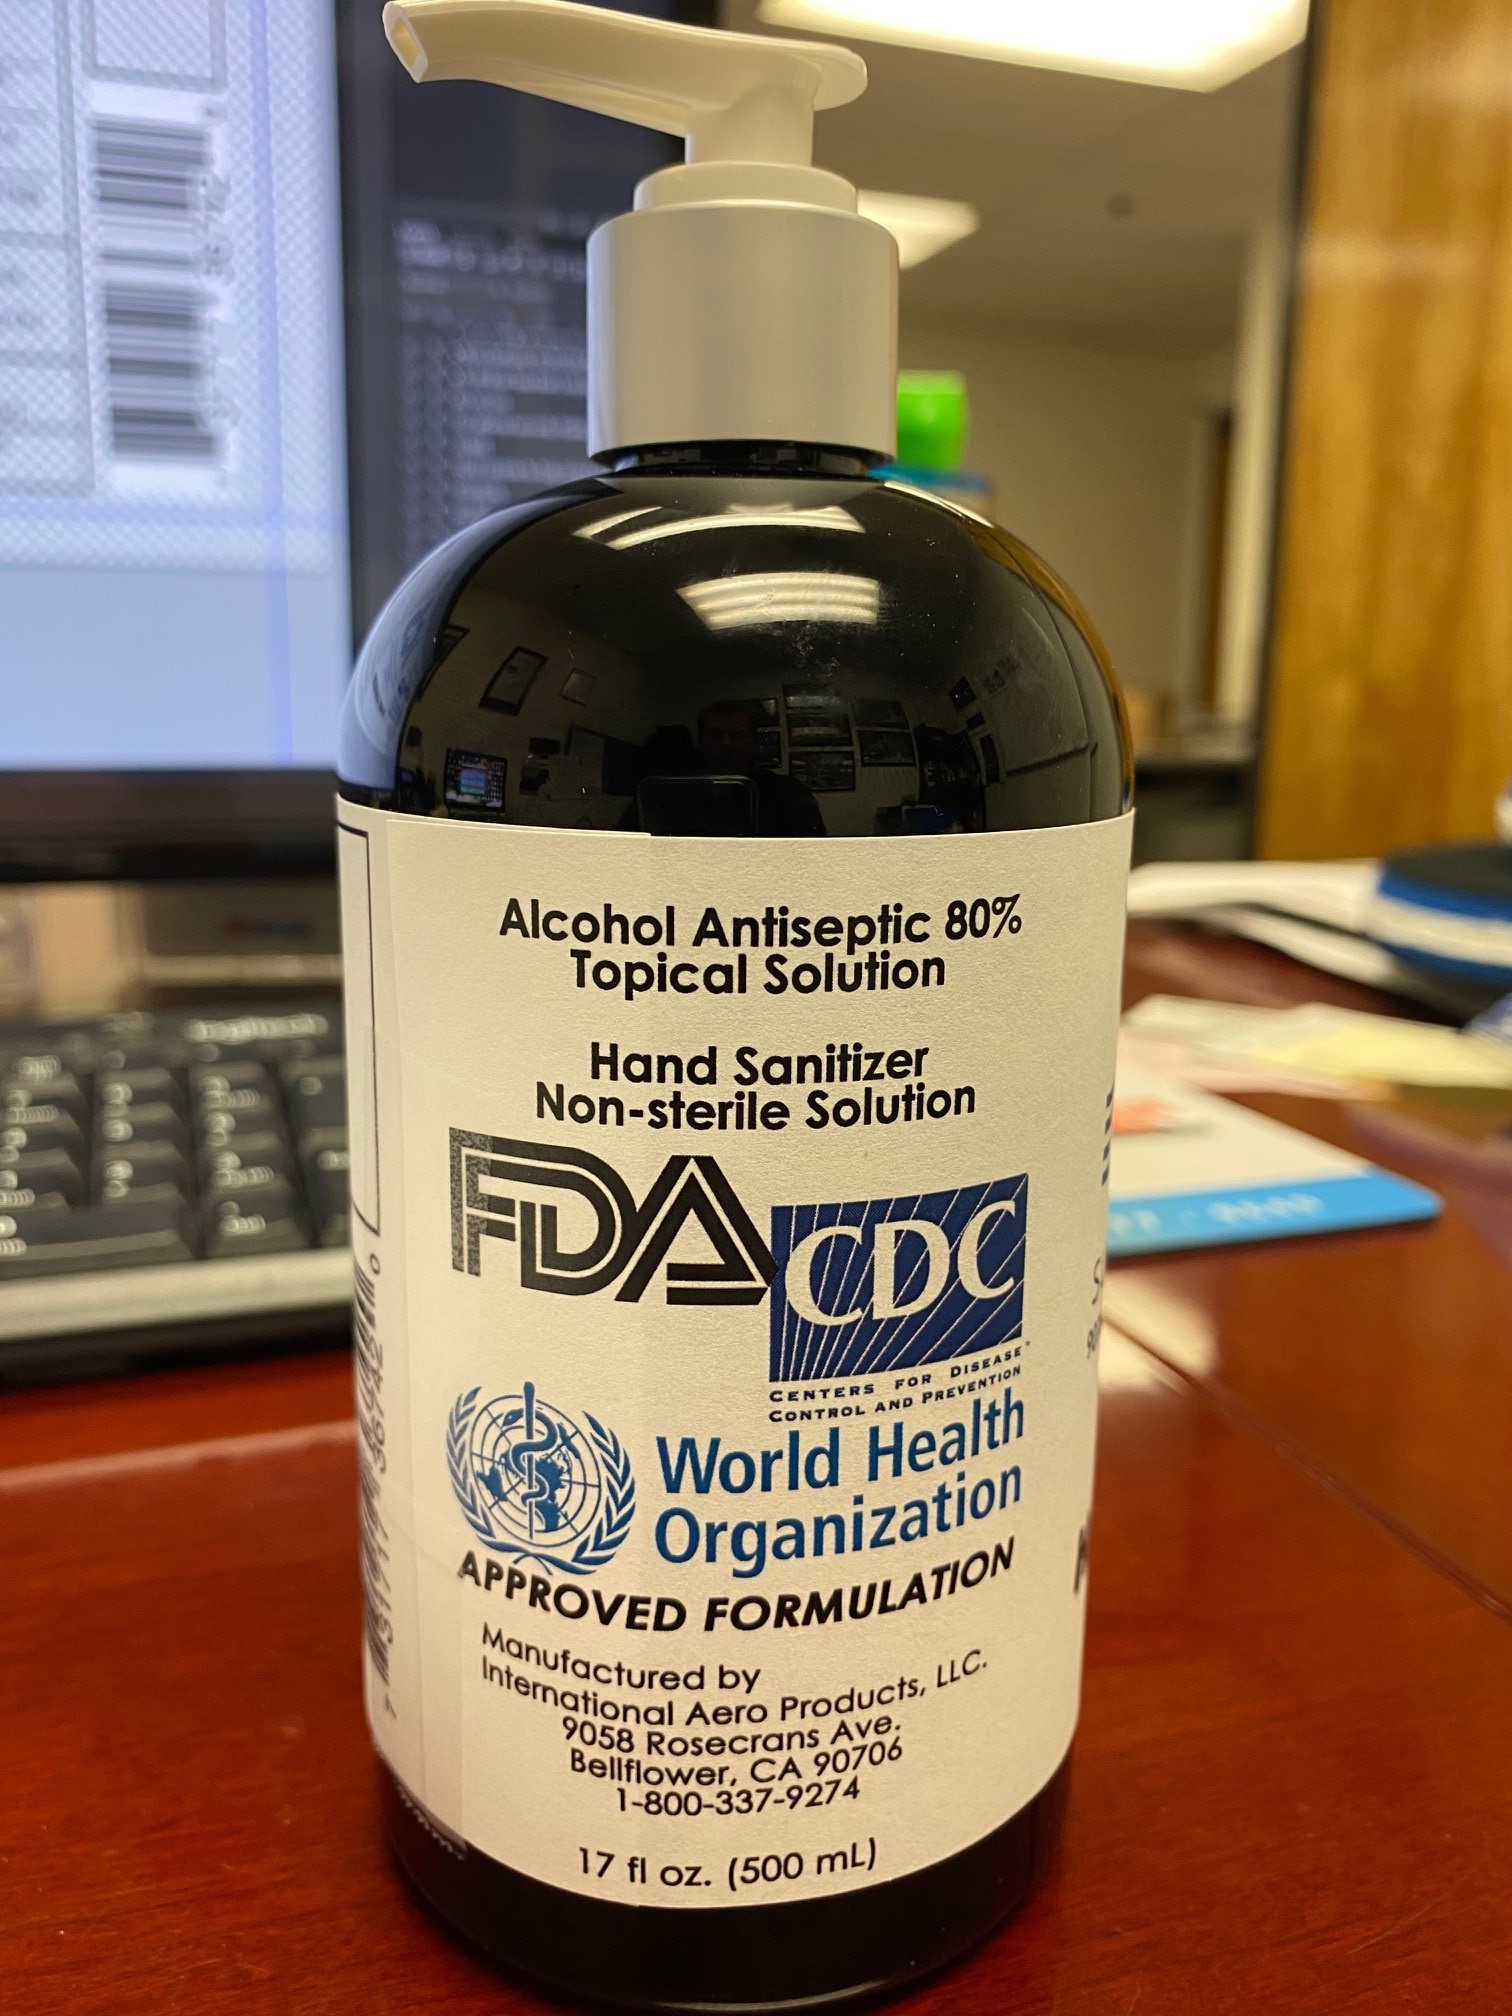 Alcohol Antiseptic 80%
Topical Solution
Hand Sanitizer
Non-sterile Solution
FDA
CDC
CENTERS FOR DISEASE
CONTROL AND PREVENTION
World Health
Organization
APPROVED FORMULATION
Manufactured by
International Aero Products, LLC.
9058 Rosecrans Ave.
Bellflower, CA 90706
1-800-337-9274
17 fl oz. (500 mL)